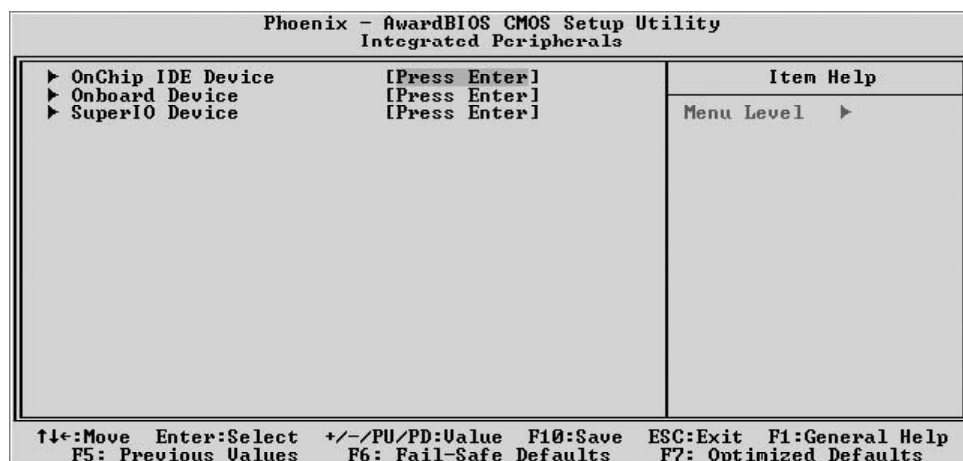 Phoenix - AwardBIOS CMOS Setup Utility
Integrated Peripherals
▶ OnChip IDE Device [Press Enter]
▶ Onboard Device [Press Enter]
▶ SuperIO Device [Press Enter]
Item Help
Menu Level ▶
↑↓←:Move Enter:Select +/-/PU/PD:Value F10:Save ESC:Exit F1:General Help
F5: Previous Values F6: Fail-Safe Defaults F7: Optimized Defaults